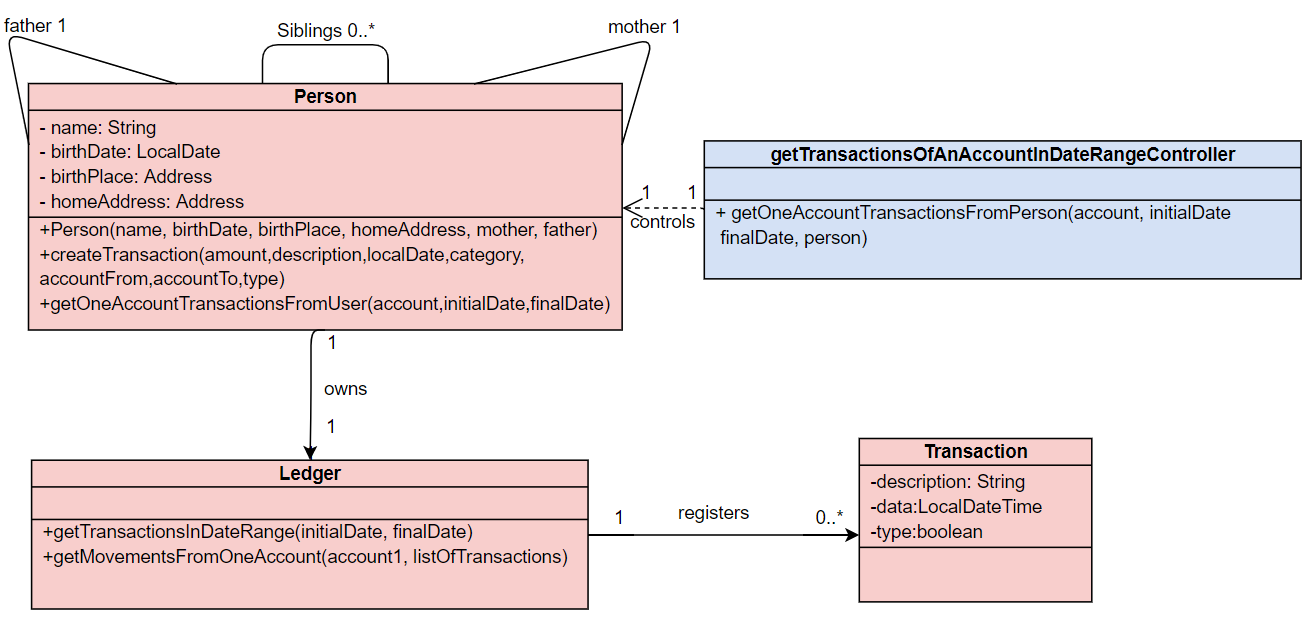 father 1
Siblings 0..*
mother 1
Person
- name: String
- birthDate: LocalDate
- birthPlace: Address
- homeAddress: Address
+Person(name, birthDate, birthPlace, homeAddress, mother, father)
+createTransaction(amount,description,localDate,category,
accountFrom,accountTo,type)
+getOneAccountTransactionsFromUser(account,initialDate,finalDate)
1
1
controls
getTransactionsOfAnAccountInDateRangeController
+ getOneAccountTransactionsFromPerson(account, initialDate
finalDate, person)
1
owns
1
Ledger
+getTransactionsInDateRange(initialDate, finalDate)
+getMovementsFromOneAccount(account1, listOfTransactions)
1
registers
0..*
Transaction
-description: String
-data:LocalDateTime
-type:boolean